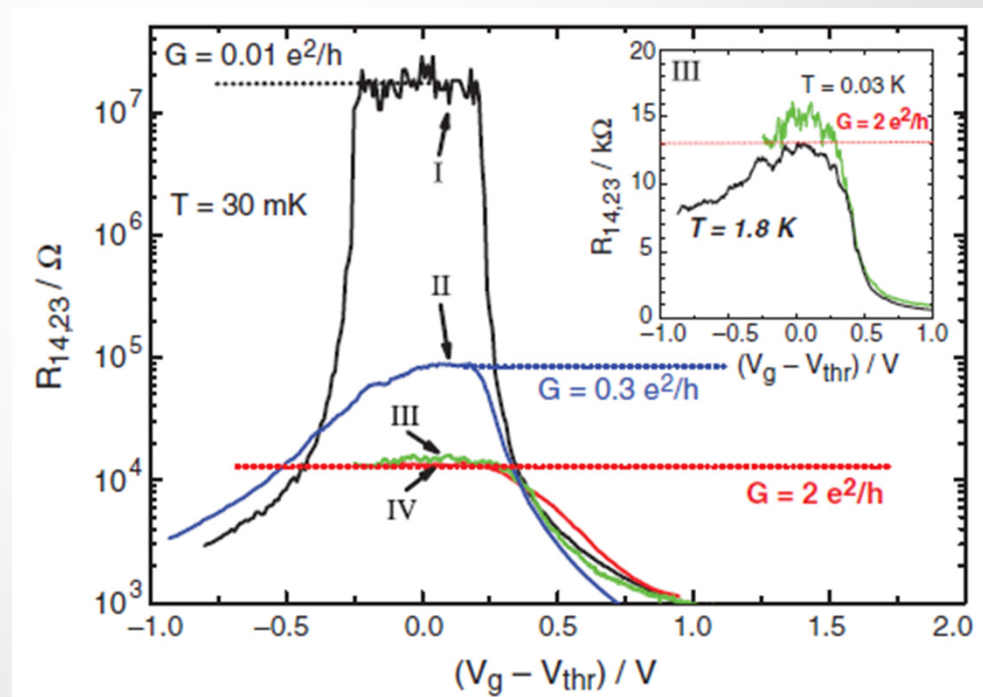 G = 0.01 e²/h
10⁷
I
T = 30 mK
10⁶
R₁₄,₂₃ / Ω
II
10⁵
G = 0.3 e²/h
III
10⁴
IV
G = 2 e²/h
10³
−1.0 −0.5 0.0 0.5 1.0 1.5 2.0
(Vg − Vthr) / V
20
III
T = 0.03 K
15
G = 2 e²/h
R₁₄,₂₃ / kΩ
10
T = 1.8 K
5
0
−1.0 −0.5 0.0 0.5 1.0
(Vg − Vthr) / V